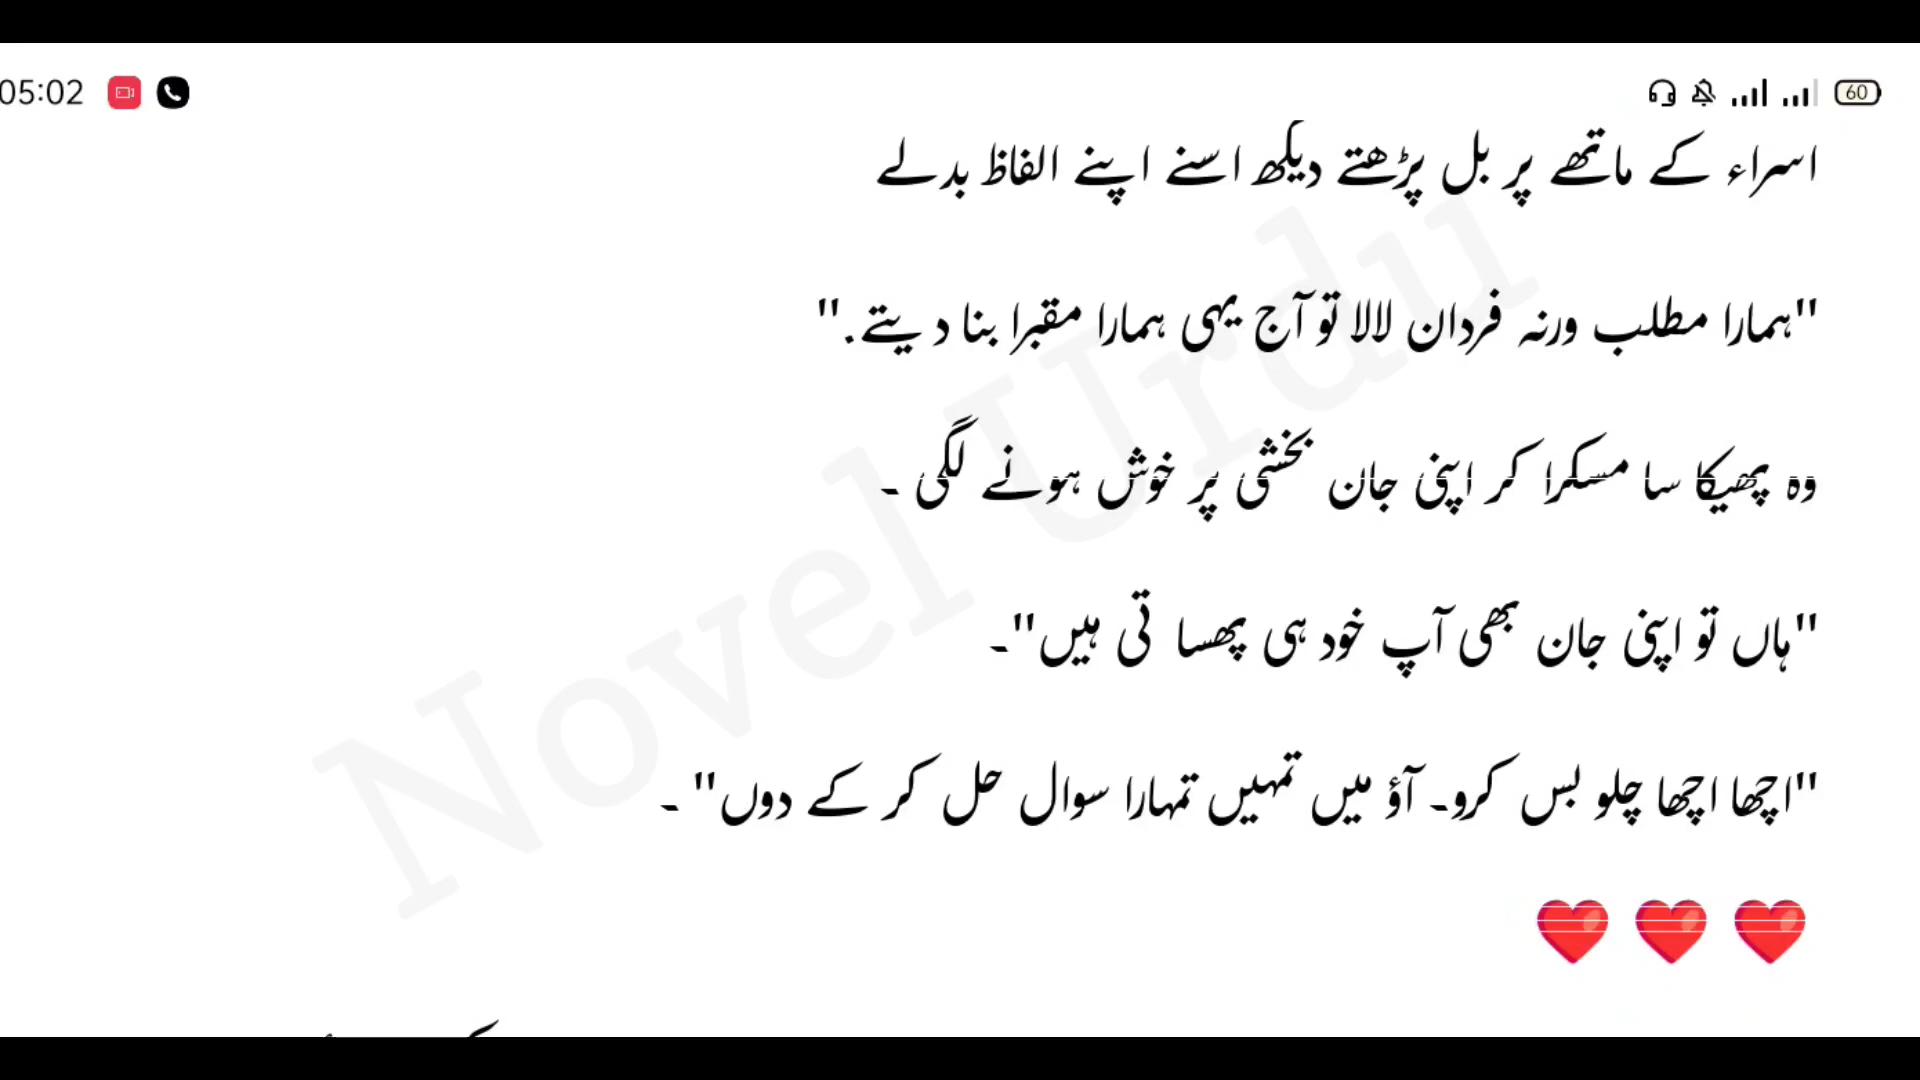 05:02
60
اسراء کے ماتھے پر بل پڑھتے دیکھ اسنے اپنے الفاظ بدلے
"ہمارا مطلب ورنہ فردان لالا تو آج یہی ہمارا مقبرا بنا دیتے."
وہ پھیکا سا مسکرا کر اپنی جان بخشی پر خوش ہونے لگی ۔
"ہاں تو اپنی جان بھی آپ خود ہی پھسا تی ہیں"۔
"اچھا اچھا چلو بس کرو۔ آؤ میں تمہیں تمہارا سوال حل کر کے دوں" ۔
Novel Urdu